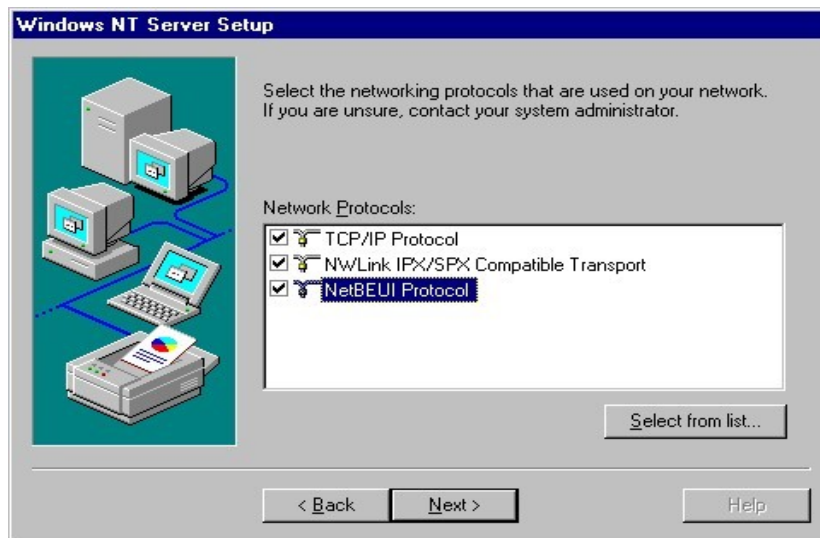 Windows NT Server Setup
Select the networking protocols that are used on your network.
If you are unsure, contact your system administrator.
Network Protocols:
TCP/IP Protocol
NWLink IPX/SPX Compatible Transport
NetBEUI Protocol
Select from list...
< Back
Next >
Help